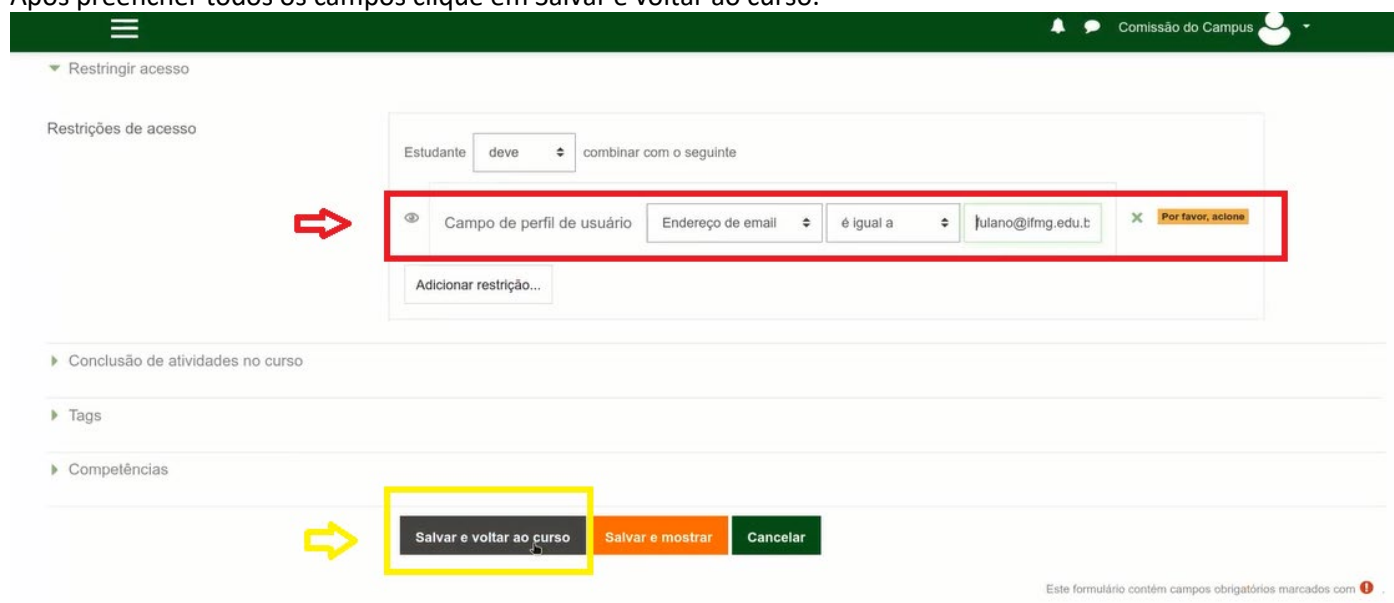 Após preencher todos os campos clique em Salvar e voltar ao curso.
Comissão do Campus
Restringir acesso
Restrições de acesso
Estudante deve combinar com o seguinte
Campo de perfil de usuário Endereço de email é igual a fulano@ifmg.edu.b Por favor, acione
Adicionar restrição...
Conclusão de atividades no curso
Tags
Competências
Salvar e voltar ao curso Salvar e mostrar Cancelar
Este formulário contém campos obrigatórios marcados com .